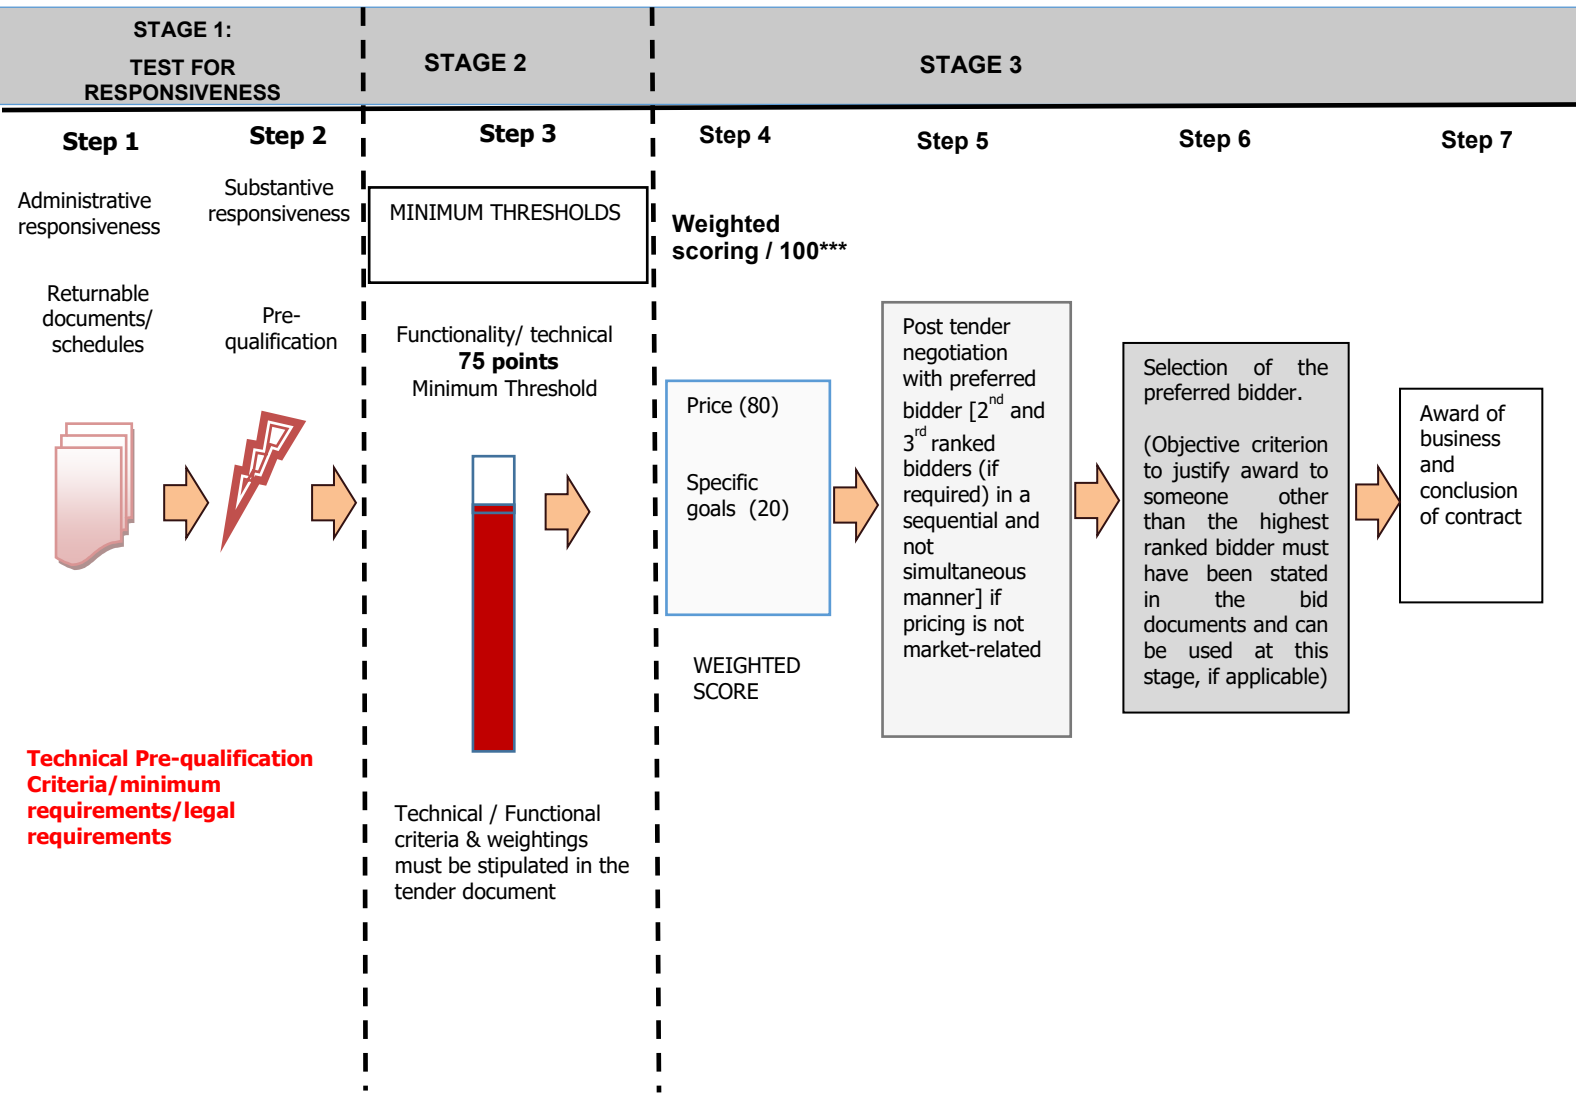 STAGE 1:
TEST FOR
RESPONSIVENESS
STAGE 2
STAGE 3
Step 1
Step 2
Step 3
Step 4
Step 5
Step 6
Step 7
Administrative
responsiveness
Returnable
documents/
schedules
Substantive
responsiveness
Pre-
qualification
Technical Pre-qualification
Criteria/minimum
requirements/legal
requirements
MINIMUM THRESHOLDS
Functionality/ technical
75 points
Minimum Threshold
Technical / Functional
criteria & weightings
must be stipulated in the
tender document
Weighted
scoring / 100***
Price (80)
Specific
goals (20)
WEIGHTED
SCORE
Post tender
negotiation
with preferred
bidder [2nd and
3rd ranked
bidders (if
required) in a
sequential and
not
simultaneous
manner] if
pricing is not
market-related
Selection of the
preferred bidder.
(Objective criterion
to justify award to
someone other
than the highest
ranked bidder must
have been stated
in the bid
documents and can
be used at this
stage, if applicable)
Award of
business
and
conclusion
of contract